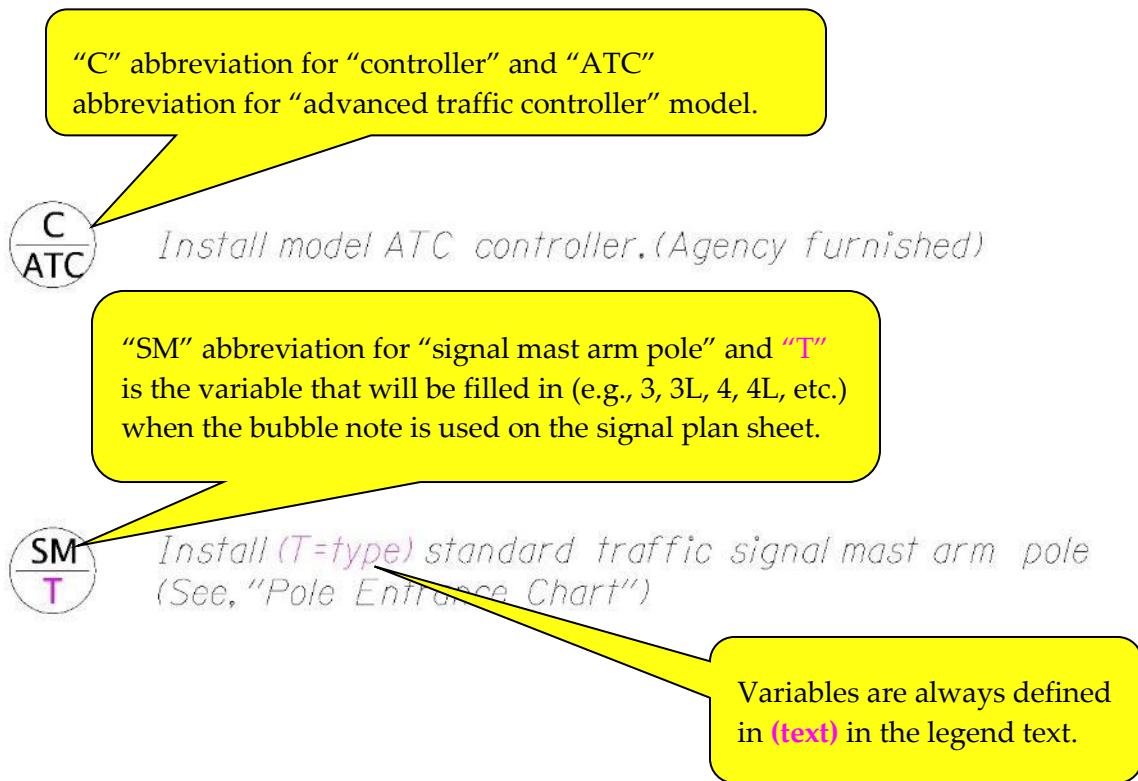 “C” abbreviation for “controller” and “ATC”
abbreviation for “advanced traffic controller” model.
C
ATC
Install model ATC controller.(Agency furnished)
“SM” abbreviation for “signal mast arm pole” and “T”
is the variable that will be filled in (e.g., 3, 3L, 4, 4L, etc.)
when the bubble note is used on the signal plan sheet.
SM
T
Install (T=type) standard traffic signal mast arm pole
(See,"Pole Entrance Chart")
Variables are always defined
in (text) in the legend text.